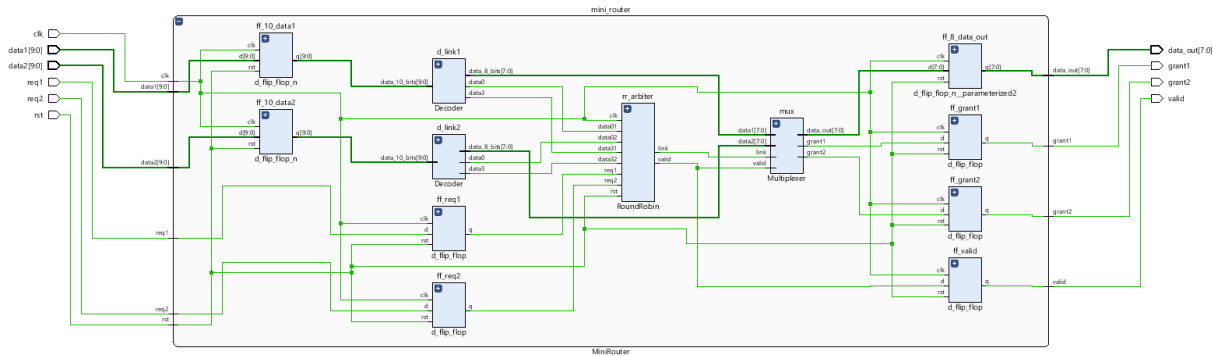 mini_router
clk
data1[9:0]
data2[9:0]
req1
req2
rst
clk
data1[9:0]
data2[9:0]
req1
req2
rst
ff_10_data1
clk
d[9:0]
rst
q[9:0]
d_flip_flop_n
ff_10_data2
clk
d[9:0]
rst
q[9:0]
d_flip_flop_n
d_link1
data_10_bits[9:0]
data_8_bits[7:0]
data0
data3
Decoder
d_link2
data_10_bits[9:0]
data_8_bits[7:0]
data0
data3
Decoder
ff_req1
clk
d
rst
q
d_flip_flop
ff_req2
clk
d
rst
q
d_flip_flop
rr_arbiter
clk
data01
data02
data31
data32
req1
req2
rst
link
valid
RoundRobin
mux
data1[7:0]
data2[7:0]
link
valid
data_out[7:0]
grant1
grant2
Multiplexer
ff_8_data_out
clk
d[7:0]
rst
q[7:0]
d_flip_flop_n__parameterized2
ff_grant1
clk
d
rst
q
d_flip_flop
ff_grant2
clk
d
rst
q
d_flip_flop
ff_valid
clk
d
rst
q
d_flip_flop
data_out[7:0]
grant1
grant2
valid
data_out[7:0]
grant1
grant2
valid
MiniRouter